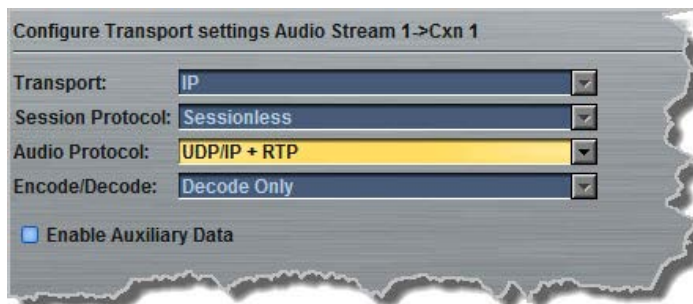 Configure Transport settings Audio Stream 1->Cxn 1
Transport: IP
Session Protocol: Sessionless
Audio Protocol: UDP/IP + RTP
Encode/Decode: Decode Only
Enable Auxiliary Data